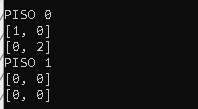 PISO 0
[1, 0]
[0, 2]
PISO 1
[0, 0]
[0, 0]